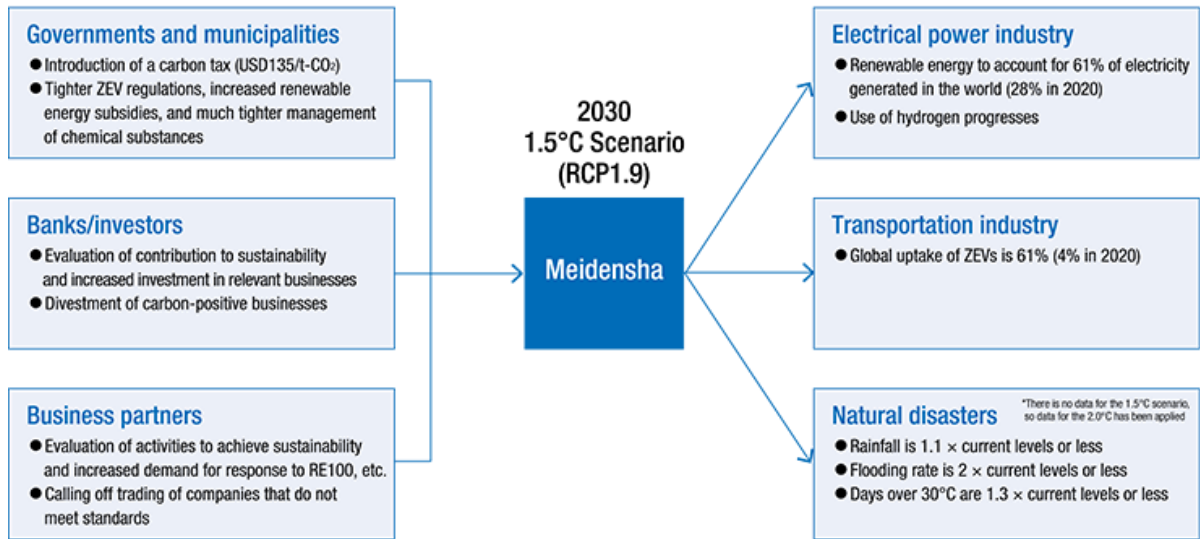 Governments and municipalities
● Introduction of a carbon tax (USD135/t-CO₂)
● Tighter ZEV regulations, increased renewable
energy subsidies, and much tighter management
of chemical substances
Banks/investors
● Evaluation of contribution to sustainability
and increased investment in relevant businesses
● Divestment of carbon-positive businesses
Business partners
● Evaluation of activities to achieve sustainability
and increased demand for response to RE100, etc.
● Calling off trading of companies that do not
meet standards
2030
1.5°C Scenario
(RCP1.9)
Meidensha
Electrical power industry
● Renewable energy to account for 61% of electricity
generated in the world (28% in 2020)
● Use of hydrogen progresses
Transportation industry
● Global uptake of ZEVs is 61% (4% in 2020)
Natural disasters
*There is no data for the 1.5°C scenario,
so data for the 2.0°C has been applied
● Rainfall is 1.1 × current levels or less
● Flooding rate is 2 × current levels or less
● Days over 30°C are 1.3 × current levels or less